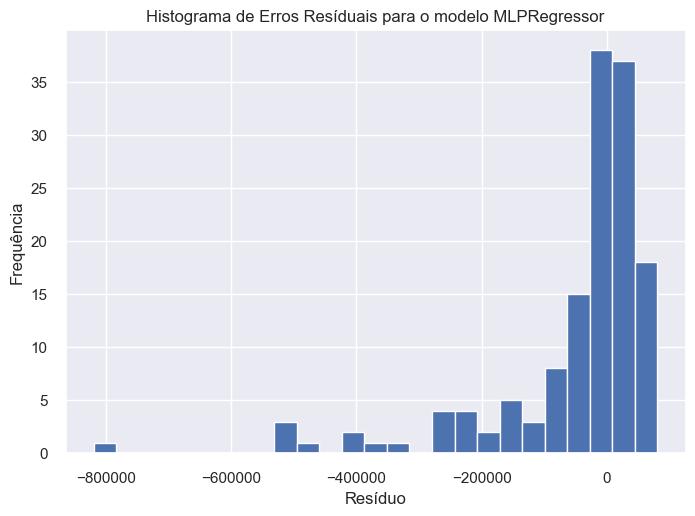 Histograma de Erros Resíduais para o modelo MLPRegressor
Frequência
35
30
25
20
15
10
5
0
−800000 −600000 −400000 −200000 0
Resíduo